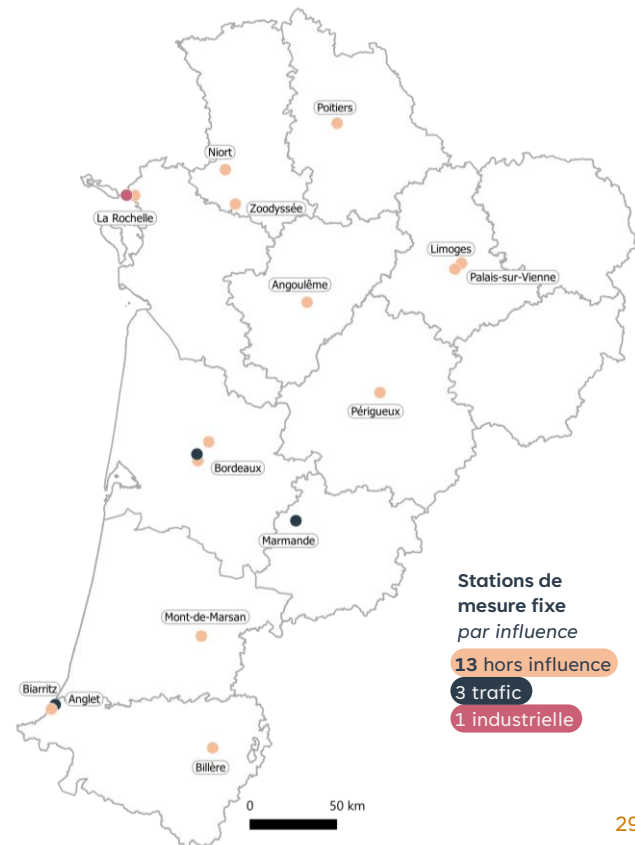 Poitiers
Niort
Zoodyssée
La Rochelle
Limoges
Palais-sur-Vienne
Angoulême
Périgueux
Bordeaux
Marmande
Mont-de-Marsan
Biarritz
Anglet
Billère
0 50 km
Stations de
mesure fixe
par influence
13 hors influence
3 trafic
1 industrielle
29